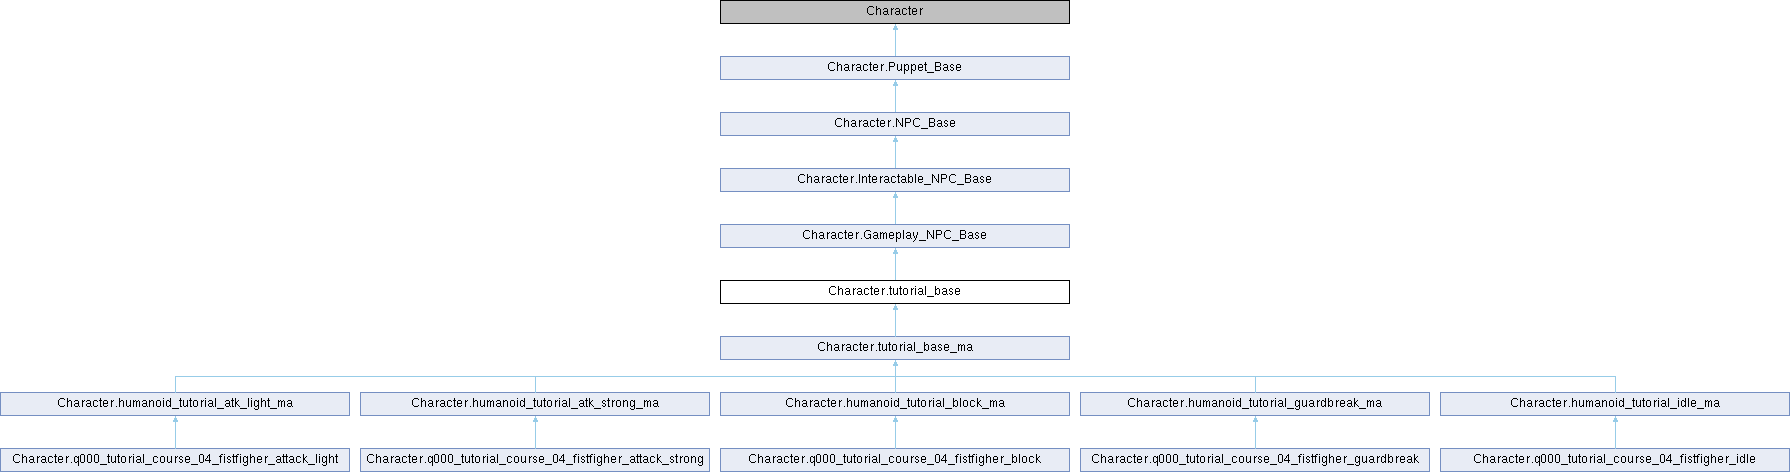 Character
Character.Puppet_Base
Character.NPC_Base
Character.Interactable_NPC_Base
Character.Gameplay_NPC_Base
Character.tutorial_base
Character.tutorial_base_ma
Character.humanoid_tutorial_atk_light_ma
Character.humanoid_tutorial_atk_strong_ma
Character.humanoid_tutorial_block_ma
Character.humanoid_tutorial_guardbreak_ma
Character.humanoid_tutorial_idle_ma
Character.q000_tutorial_course_04_fistfigher_attack_light
Character.q000_tutorial_course_04_fistfigher_attack_strong
Character.q000_tutorial_course_04_fistfigher_block
Character.q000_tutorial_course_04_fistfigher_guardbreak
Character.q000_tutorial_course_04_fistfigher_idle